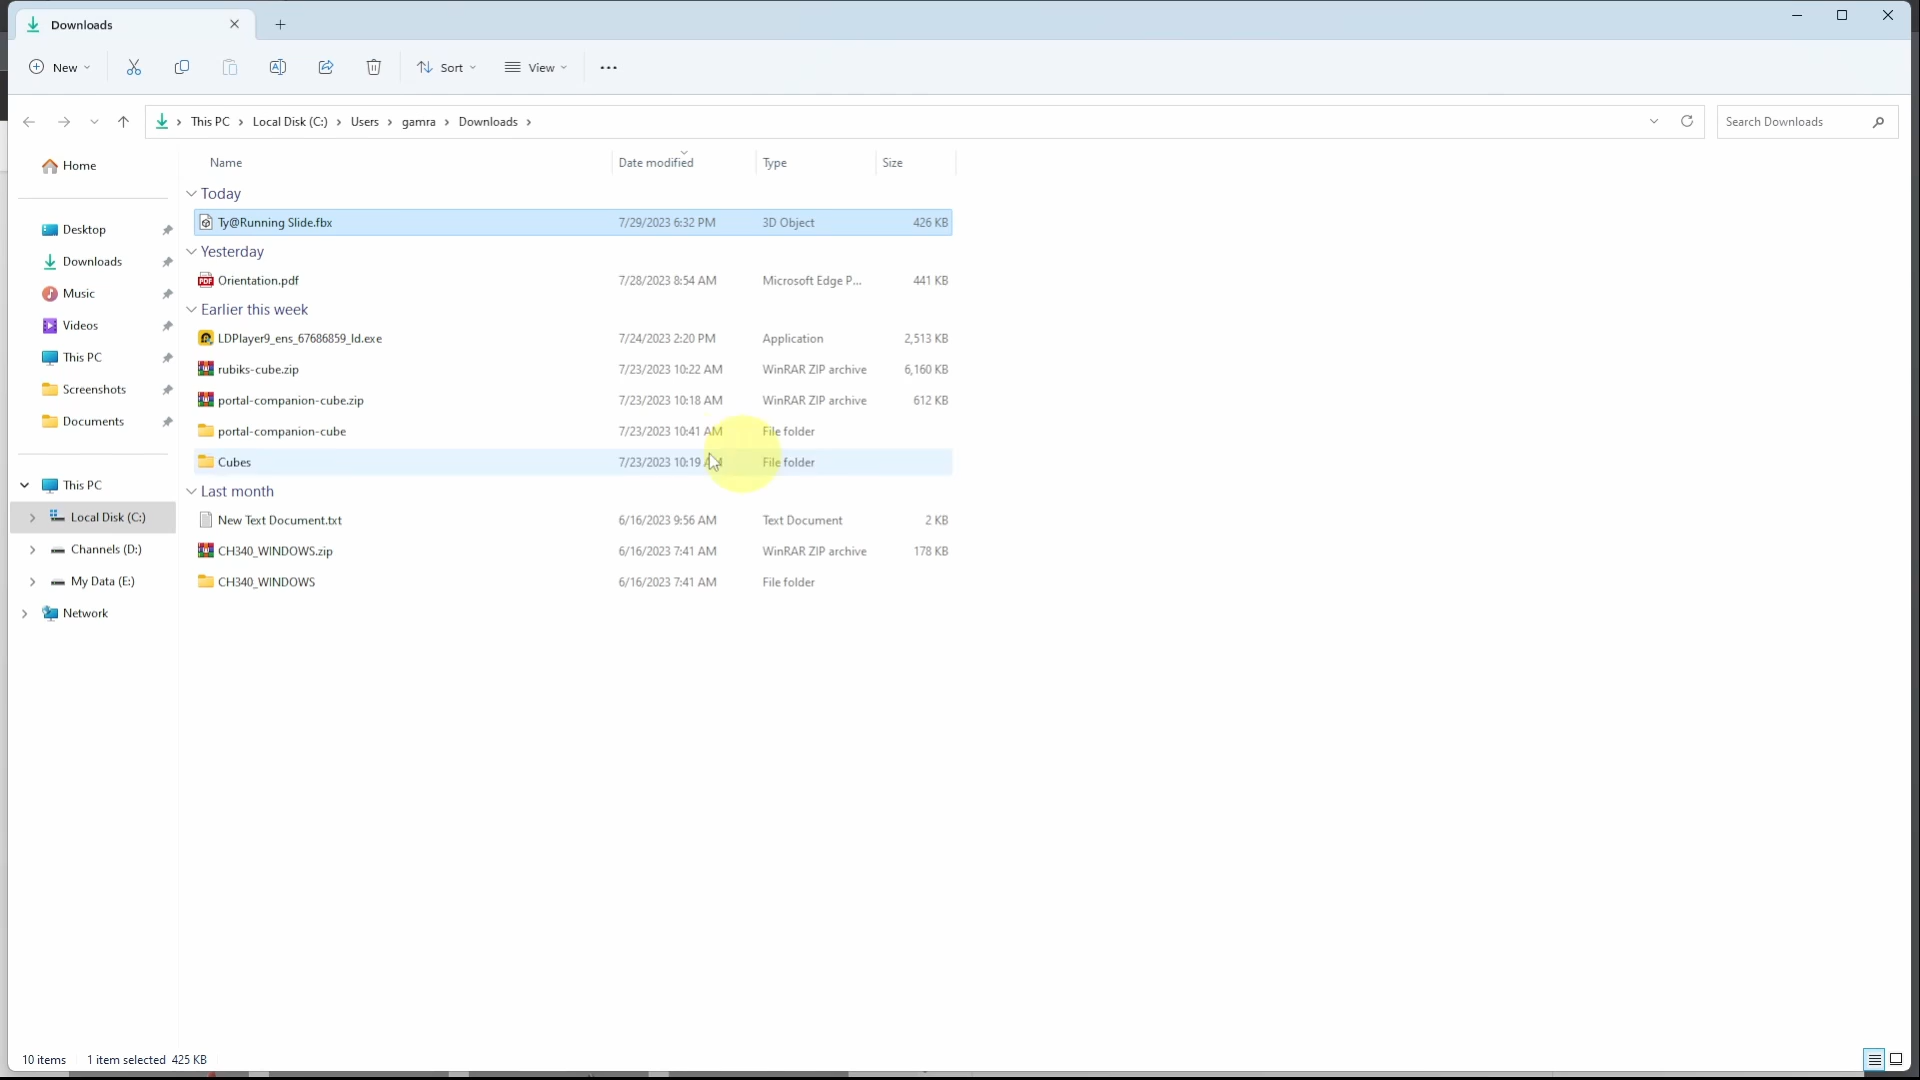 Downloads
New Sort View
This PC Local Disk (C:) Users gamra Downloads Search Downloads
Home
Desktop
Downloads
Music
Videos
This PC
Screenshots
Documents
This PC
Local Disk (C:)
Channels (D:)
My Data (E:)
Network
Name Date modified Type Size
Today
Ty@Running Slide.fbx 7/29/2023 6:32 PM 3D Object 426 KB
Yesterday
PDF Orientation.pdf 7/28/2023 8:54 AM Microsoft Edge P... 441 KB
Earlier this week
LDPlayer9_ens_67686859_ld.exe 7/24/2023 2:20 PM Application 2,513 KB
rubiks-cube.zip 7/23/2023 10:22 AM WinRAR ZIP archive 6,160 KB
portal-companion-cube.zip 7/23/2023 10:18 AM WinRAR ZIP archive 612 KB
portal-companion-cube 7/23/2023 10:41 AM File folder
Cubes 7/23/2023 10:19 AM File folder
Last month
New Text Document.txt 6/16/2023 9:56 AM Text Document 2 KB
CH340_WINDOWS.zip 6/16/2023 7:41 AM WinRAR ZIP archive 178 KB
CH340_WINDOWS 6/16/2023 7:41 AM File folder
10 items 1 item selected 425 KB